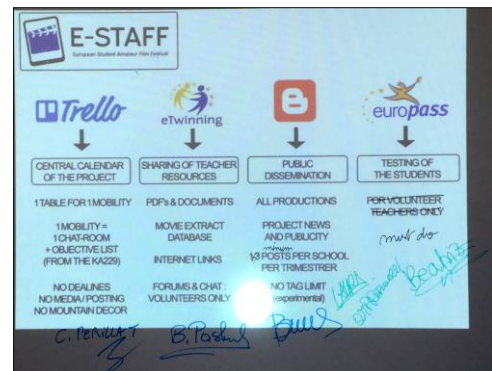 E-STAFF
European Student Amateur Film Festival
Trello
eTwinning
europass
CENTRAL CALENDAR
OF THE PROJECT
1 TABLE FOR 1 MOBILITY
1 MOBILITY =
1 CHAT-ROOM
+ OBJECTIVE LIST
(FROM THE KA229)
NO DEALINES
NO MEDIA / POSTING
NO MOUNTAIN DECOR
SHARING OF TEACHER
RESOURCES
PDF's & DOCUMENTS
MOVIE EXTRACT
DATABASE
INTERNET LINKS
FORUMS & CHAT :
VOLUNTEERS ONLY
PUBLIC
DISSEMINATION
ALL PRODUCTIONS
PROJECT NEWS
AND PUBLICITY
minimum
1/3 POSTS PER SCHOOL
PER TRIMESTRER
NO TAG LIMIT
(experimental)
TESTING OF
THE STUDENTS
FOR VOLUNTEER
TEACHERS ONLY
must do
C. PERILLAT
LAURA